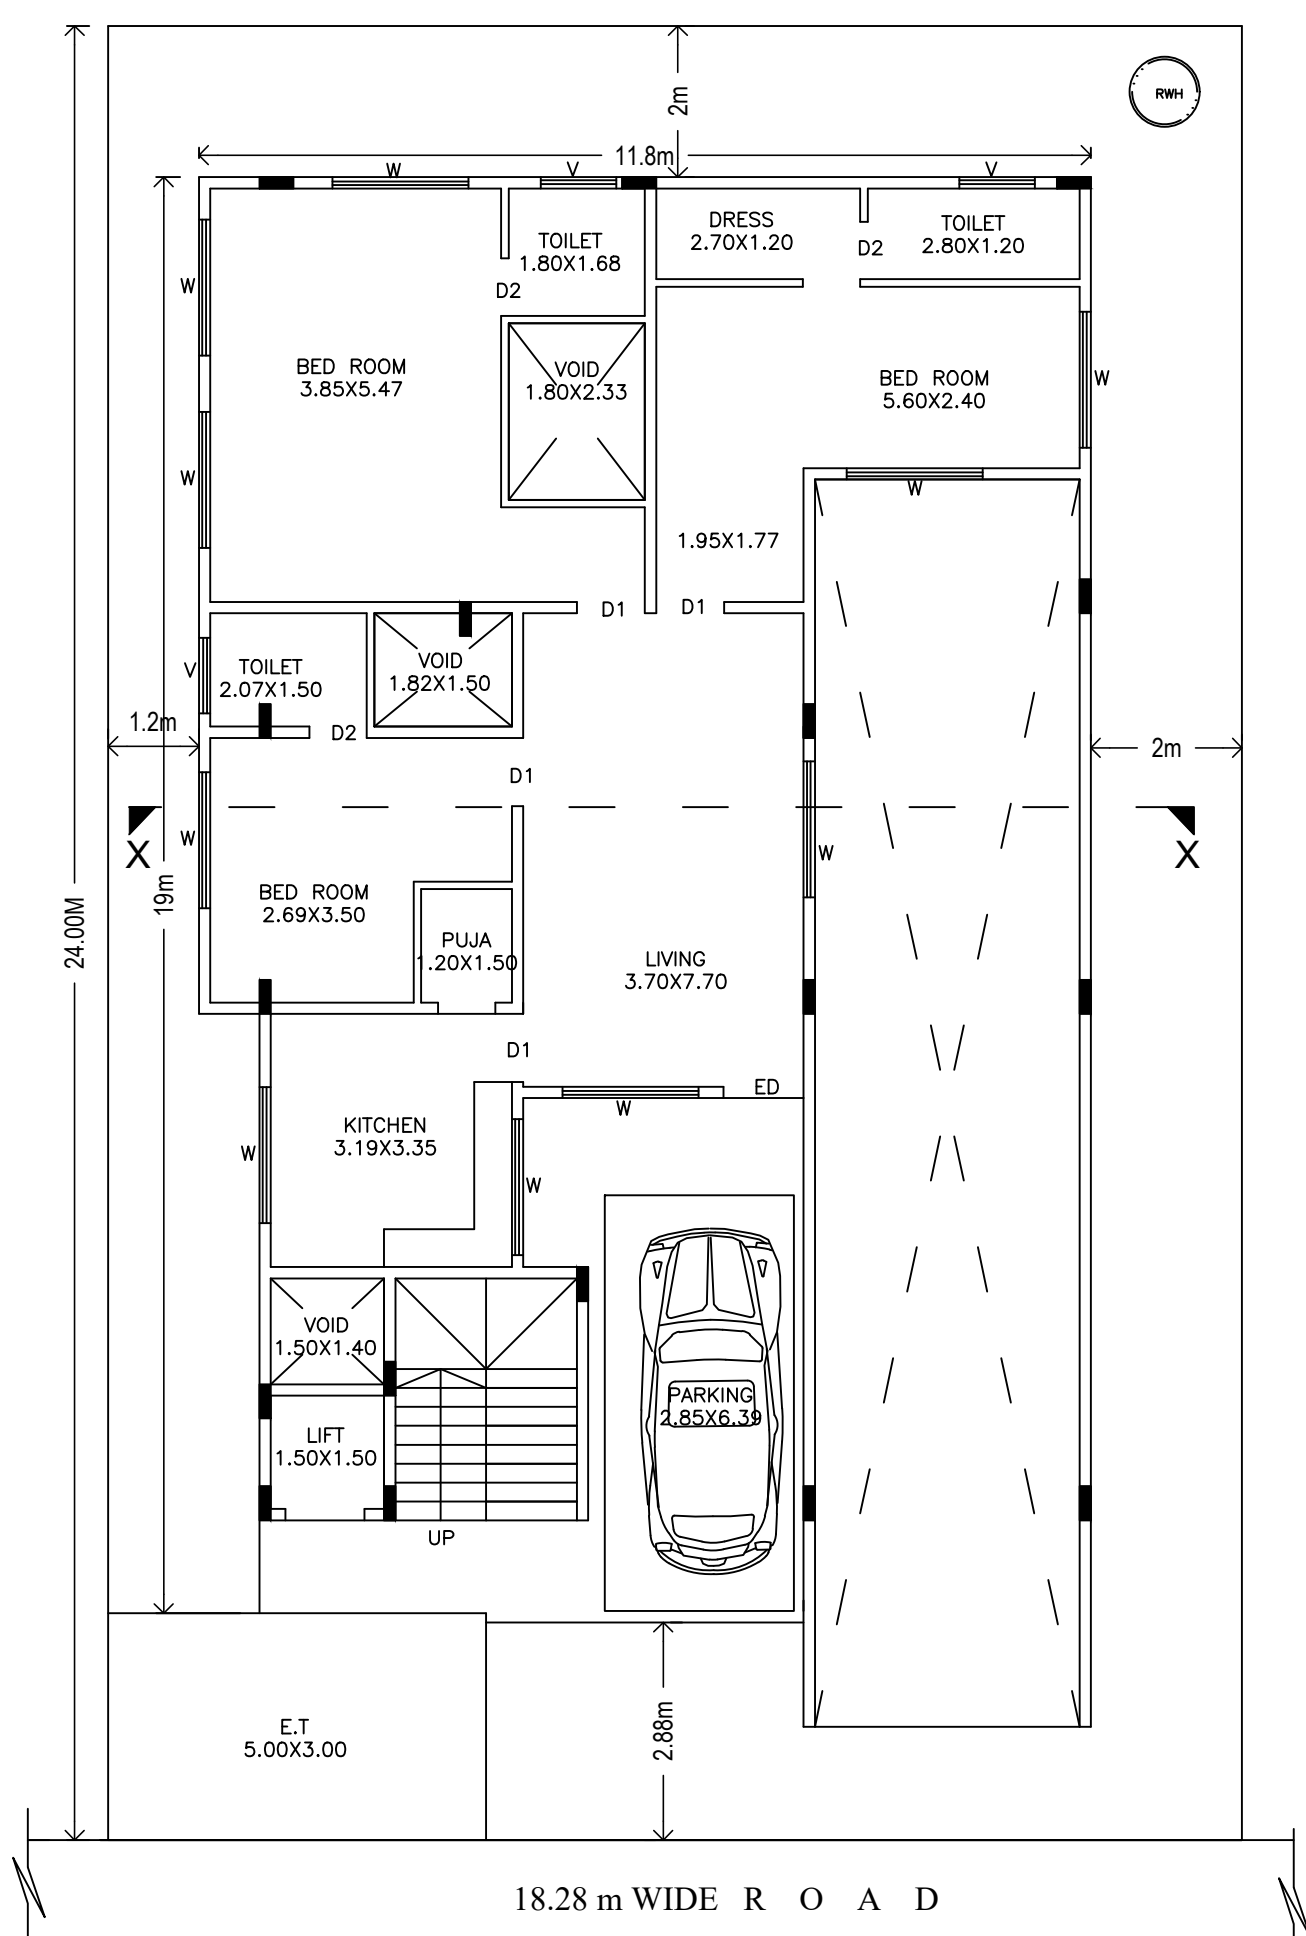 RWH
2m
11.8m
W
V
V
DRESS
2.70X1.20
TOILET
2.80X1.20
TOILET
1.80X1.68
D2
D2
W
BED ROOM
3.85X5.47
VOID
1.80X2.33
BED ROOM
5.60X2.40
W
W
W
1.95X1.77
D1
D1
V
TOILET
2.07X1.50
VOID
1.82X1.50
1.2m
D2
2m
D1
X
W
W
X
19m
24.00M
BED ROOM
2.69X3.50
PUJA
1.20X1.50
LIVING
3.70X7.70
D1
ED
W
KITCHEN
3.19X3.35
W
W
VOID
1.50X1.40
PARKING
2.85X6.39
LIFT
1.50X1.50
UP
E.T
5.00X3.00
2.88m
18.28 m WIDE R O A D